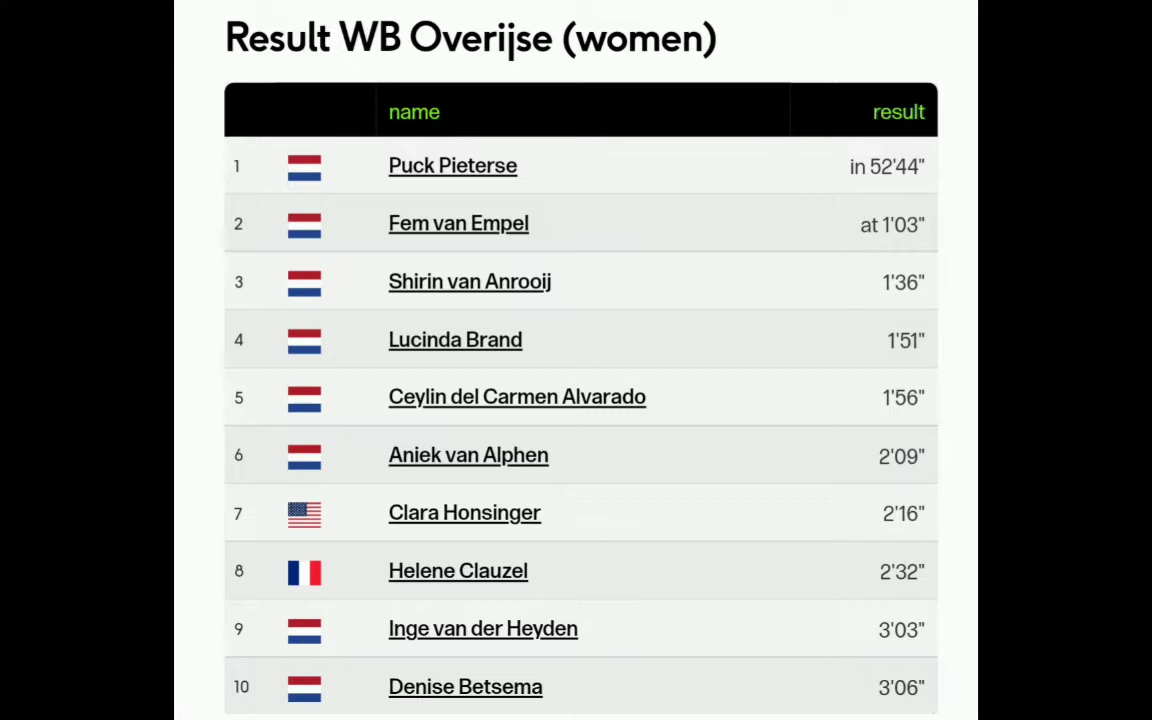 Result WB Overijse (women)
name result
1 Puck Pieterse in 52'44"
2 Fem van Empel at 1'03"
3 Shirin van Anrooij 1'36"
4 Lucinda Brand 1'51"
5 Ceylin del Carmen Alvarado 1'56"
6 Aniek van Alphen 2'09"
7 Clara Honsinger 2'16"
8 Helene Clauzel 2'32"
9 Inge van der Heyden 3'03"
10 Denise Betsema 3'06"